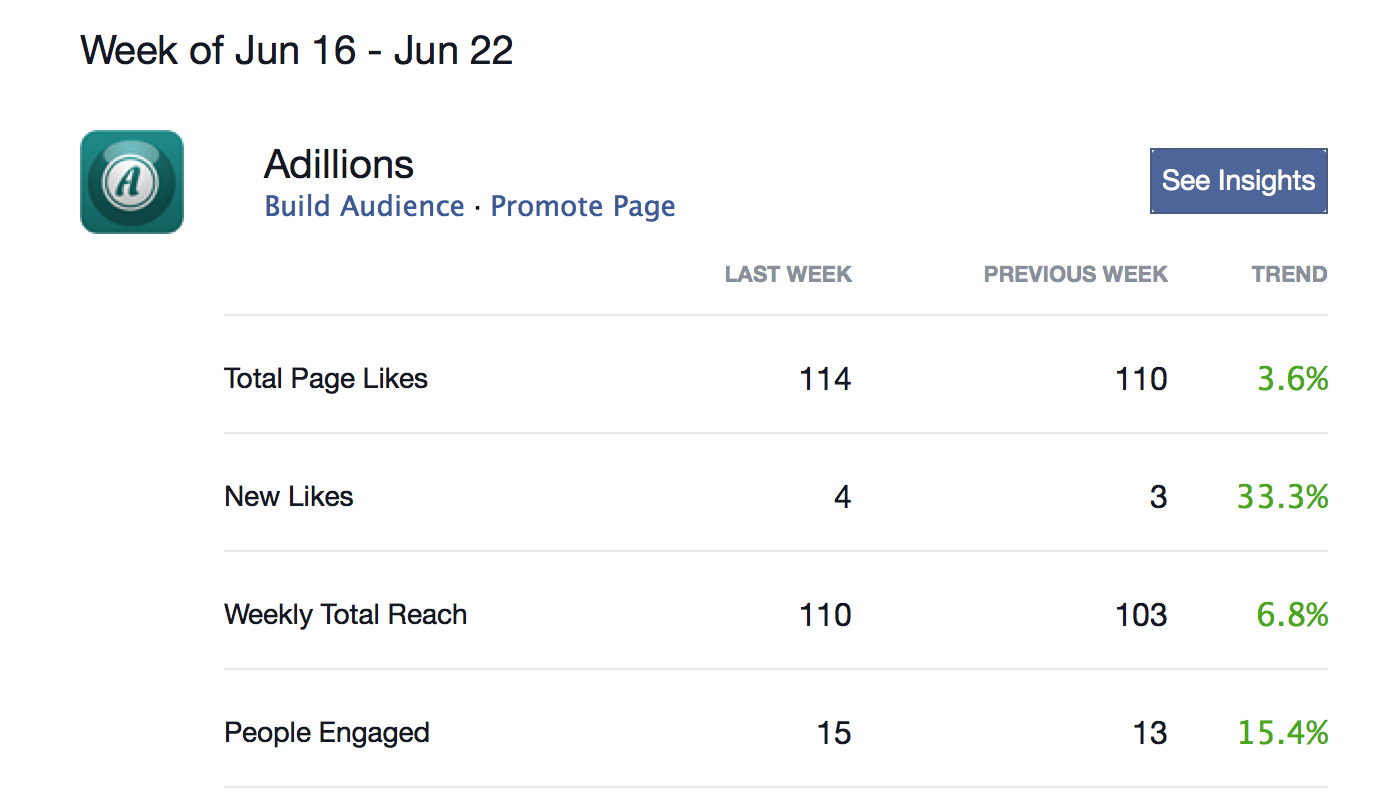 Week of Jun 16 - Jun 22
A
Adillions
See Insights
Build Audience · Promote Page
LAST WEEK PREVIOUS WEEK TREND
Total Page Likes 114 110 3.6%
New Likes 4 3 33.3%
Weekly Total Reach 110 103 6.8%
People Engaged 15 13 15.4%